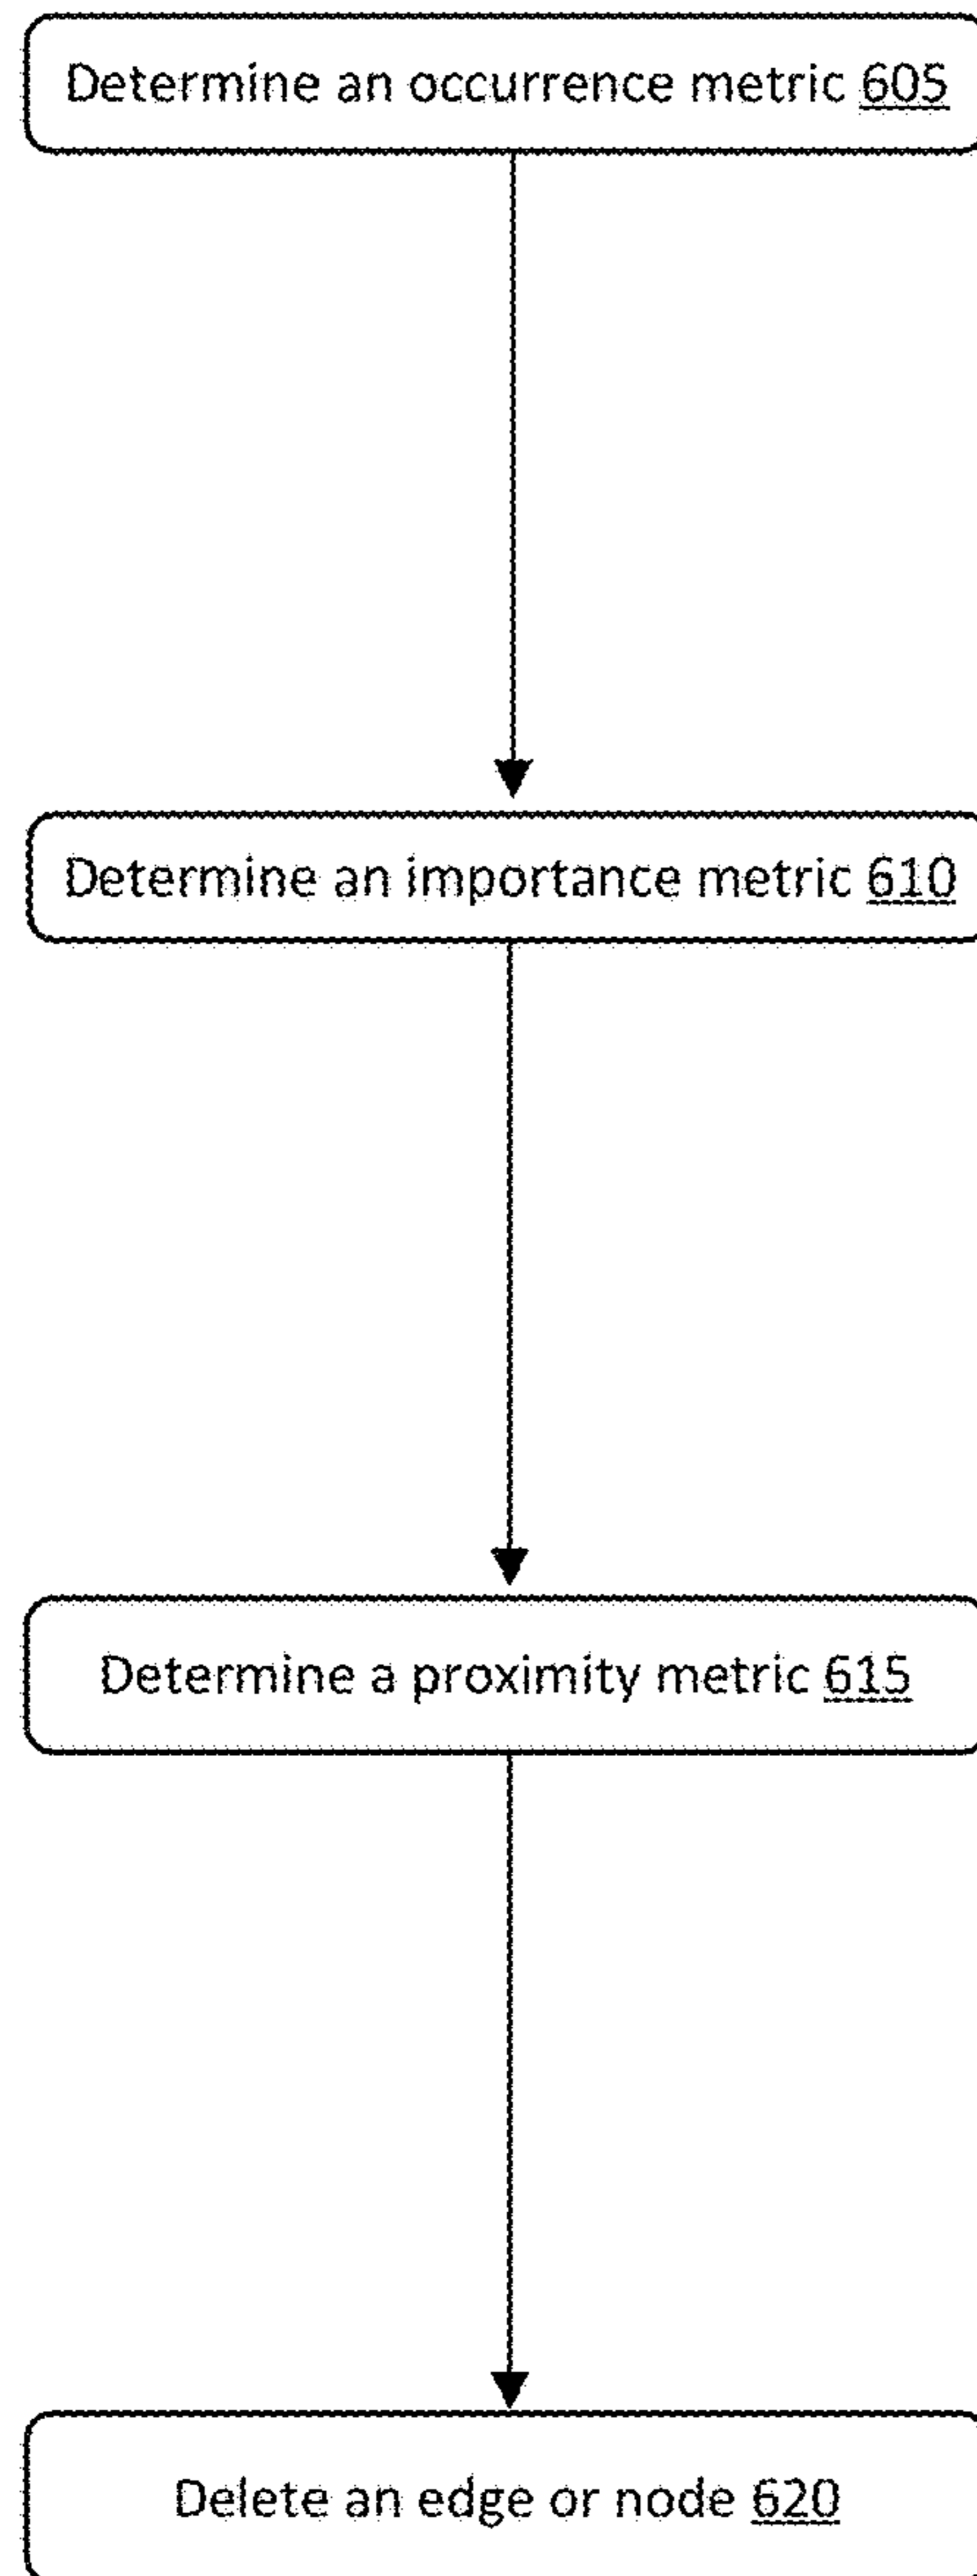 Determine an occurrence metric 605
Determine an importance metric 610
Determine a proximity metric 615
Delete an edge or node 620